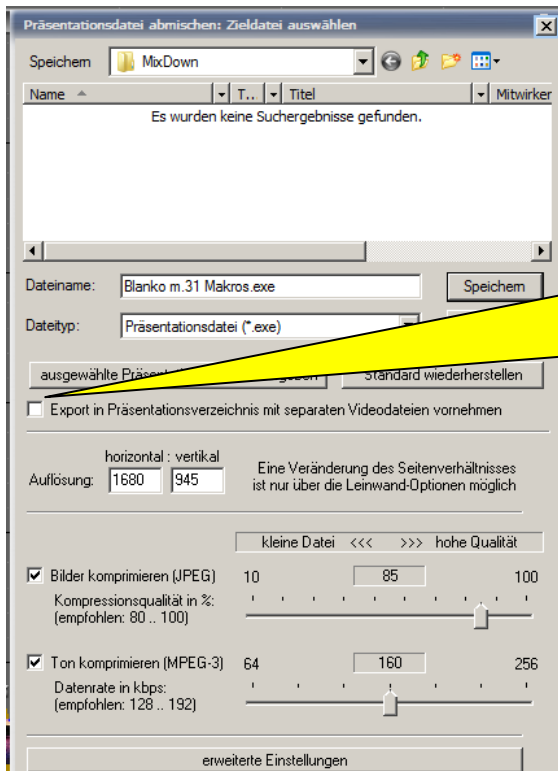 Präsentationsdatei abmischen: Zieldatei auswählen
Speichern MixDown
Name T... Titel Mitwirker
Es wurden keine Suchergebnisse gefunden.
Dateiname: Blanko m.31 Makros.exe Speichern
Dateityp: Präsentationsdatei (*.exe)
ausgewählte Standard wiederherstellen
Export in Präsentationsverzeichnis mit separaten Videodateien vornehmen
horizontal : vertikal
Auflösung: 1680 945
Eine Veränderung des Seitenverhältnisses
ist nur über die Leinwand-Optionen möglich
kleine Datei <<< >>> hohe Qualität
Bilder komprimieren (JPEG) 10 85 100
Kompressionsqualität in %:
(empfohlen: 80 .. 100)
Ton komprimieren (MPEG-3) 64 160 256
Datenrate in kbps:
(empfohlen: 128 .. 192)
erweiterte Einstellungen